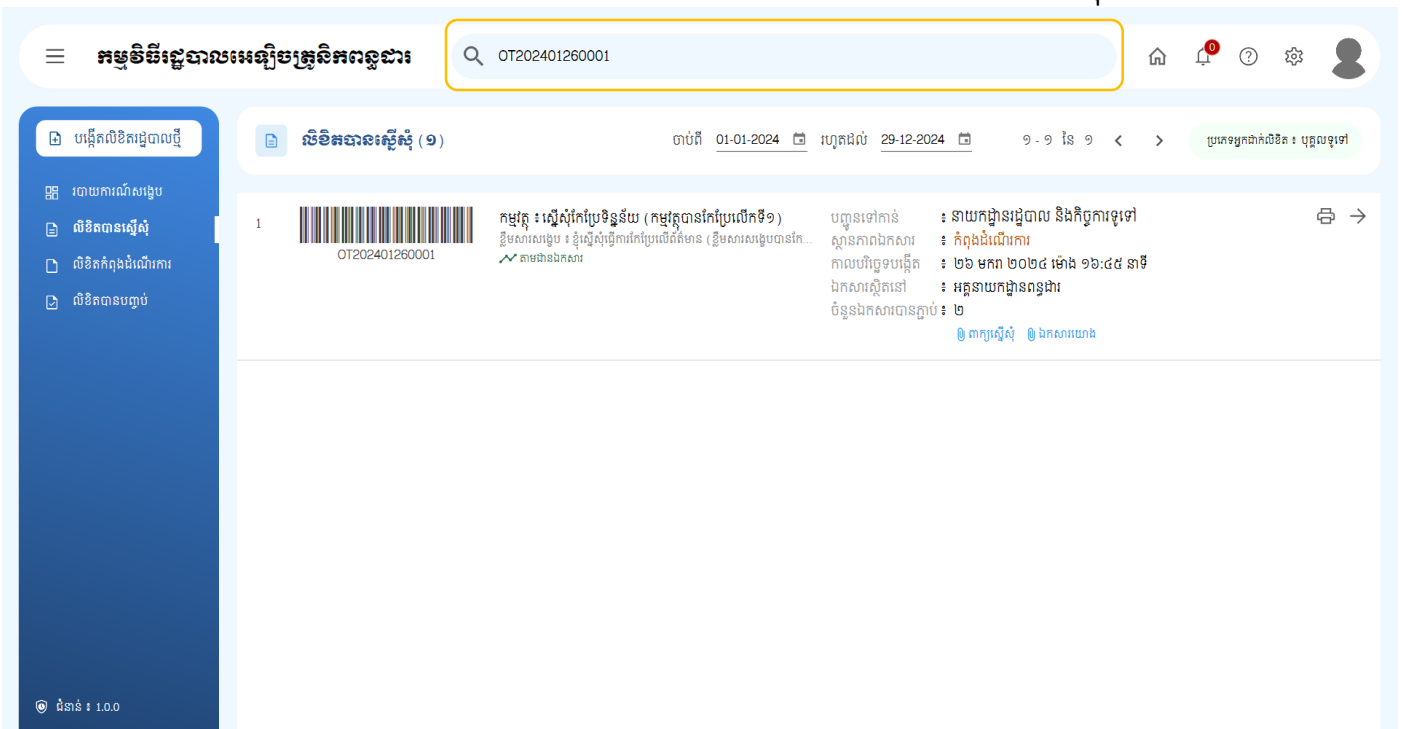 កម្មវិធីរដ្ឋបាលអេឡិចត្រូនិកពន្ធដារ
OT202401260001
0
បង្កើតលិខិតរដ្ឋបាលថ្មី
របាយការណ៍សង្ខេប
លិខិតបានស្នើសុំ
លិខិតកំពុងដំណើរការ
លិខិតបានបញ្ចប់
ជំនាន់ ៖ 1.0.0
លិខិតបានស្នើសុំ (១)
ចាប់ពី 01-01-2024 រហូតដល់ 29-12-2024 ១ - ១ នៃ ១
ប្រភេទអ្នកដាក់លិខិត ៖ បុគ្គលទូទៅ
1
OT202401260001
កម្មវត្ថុ ៖ ស្នើសុំកែប្រែទិន្នន័យ (កម្មវត្ថុបានកែប្រែលើកទី១)
ខ្លឹមសារសង្ខេប ៖ ខ្ញុំស្នើសុំធ្វើការកែប្រែលើព័ត៌មាន (ខ្លឹមសារសង្ខេបបានកែ...
តាមដានឯកសារ
បញ្ជូនទៅកាន់ ៖ នាយកដ្ឋានរដ្ឋបាល និងកិច្ចការទូទៅ
ស្ថានភាពឯកសារ ៖ កំពុងដំណើរការ
កាលបរិច្ឆេទបង្កើត ៖ ២៦ មករា ២០២៤ ម៉ោង ១៦:៤៥ នាទី
ឯកសារស្ថិតនៅ ៖ អគ្គនាយកដ្ឋានពន្ធដារ
ចំនួនឯកសារបានភ្ជាប់ ៖ ២
ពាក្យស្នើសុំ ឯកសារយោង